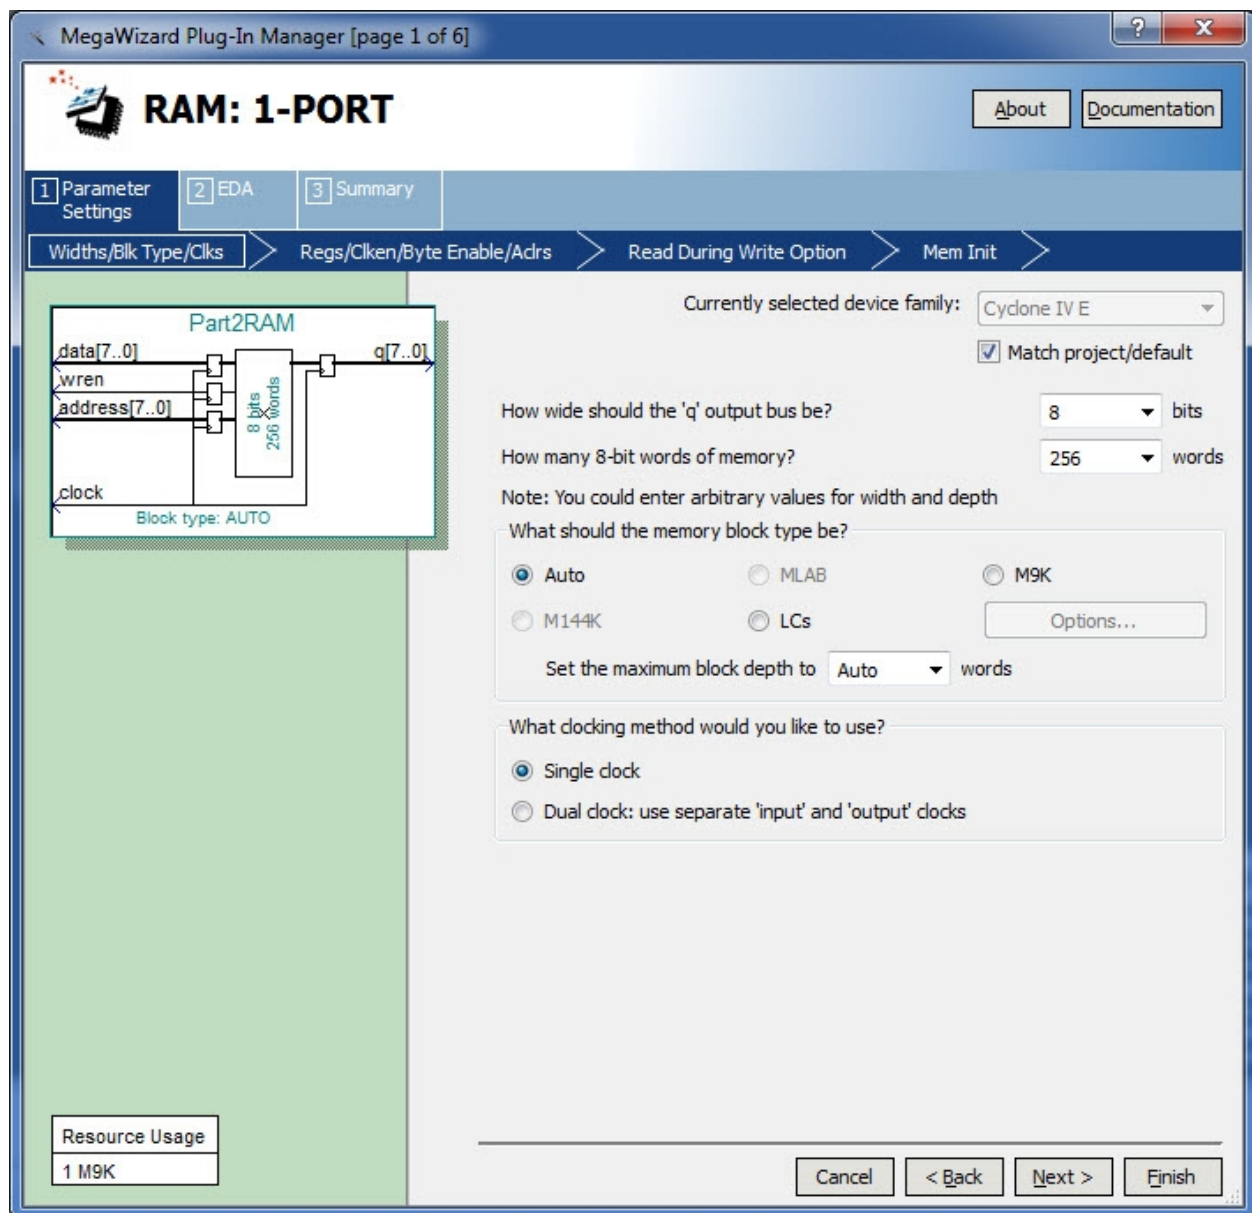 MegaWizard Plug-In Manager [page 1 of 6]
?
X
RAM: 1-PORT
About
Documentation
1 Parameter Settings
2 EDA
3 Summary
Widths/Blk Type/Clks
Regs/Clken/Byte Enable/Aclrs
Read During Write Option
Mem Init
Part2RAM
data[7..0]
q[7..0]
wren
address[7..0]
8 bits
256 words
clock
Block type: AUTO
Currently selected device family:
Cyclone IV E
Match project/default
How wide should the 'q' output bus be?
8
bits
How many 8-bit words of memory?
256
words
Note: You could enter arbitrary values for width and depth
What should the memory block type be?
Auto
MLAB
M9K
M144K
LCs
Options...
Set the maximum block depth to
Auto
words
What clocking method would you like to use?
Single clock
Dual clock: use separate 'input' and 'output' clocks
Resource Usage
1 M9K
Cancel
< Back
Next >
Finish